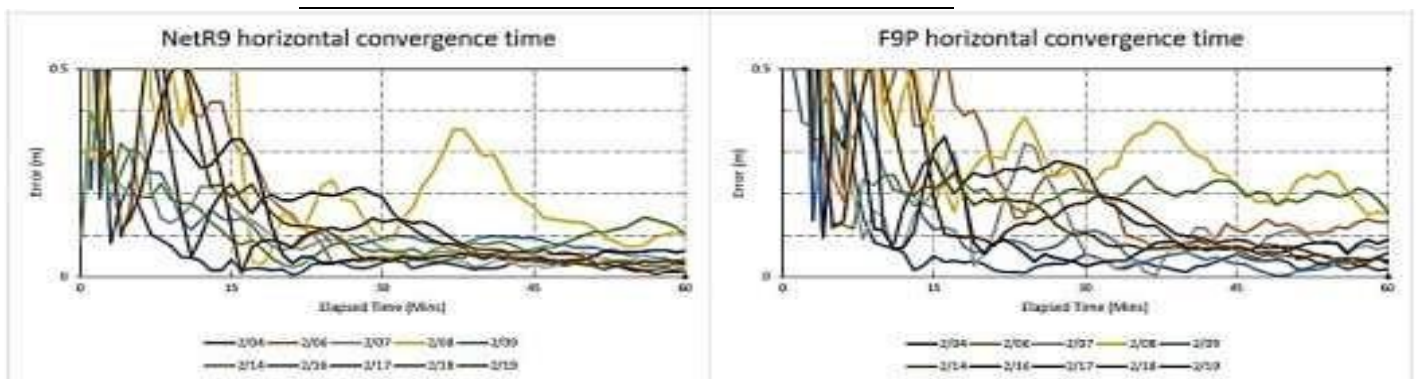 NetR9 horizontal convergence time
0.5
Error (m)
0
0 15 30 45 60
Elapsed Time (Mins)
2/04 2/06 2/07 2/08 2/09
2/14 2/16 2/17 2/18 2/19
F9P horizontal convergence time
0.5
Error (m)
0
0 15 30 45 60
Elapsed Time (Mins)
2/04 2/06 2/07 2/08 2/09
2/14 2/16 2/17 2/18 2/19